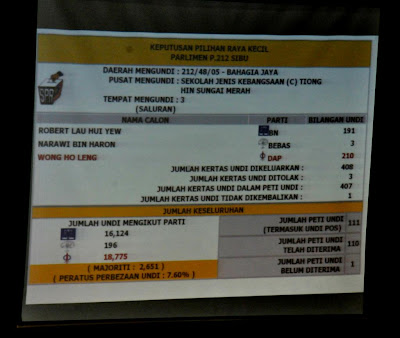 KEPUTUSAN PILIHAN RAYA KECIL
PARLIMEN P.212 SIBU
DAERAH MENGUNDI : 212/48/05 - BAHAGIA JAYA
PUSAT MENGUNDI : SEKOLAH JENIS KEBANGSAAN (C) TIONG
HIN SUNGAI MERAH
TEMPAT MENGUNDI : 3
(SALURAN)
SPR
NAMA CALON PARTI BILANGAN UNDI
ROBERT LAU HUI YEW BN 191
NARAWI BIN HARON BEBAS 3
WONG HO LENG DAP 210
JUMLAH KERTAS UNDI DIKELUARKAN : 408
JUMLAH KERTAS UNDI DITOLAK : 3
JUMLAH KERTAS UNDI DALAM PETI UNDI : 407
JUMLAH KERTAS UNDI TIDAK DIKEMBALIKAN : 1
JUMLAH KESELURUHAN
JUMLAH UNDI MENGIKUT PARTI
16,124
196
18,775
( MAJORITI : 2,651 )
( PERATUS PERBEZAAN UNDI : 7.60% )
JUMLAH PETI UNDI
(TERMASUK UNDI POS) 111
JUMLAH PETI UNDI
TELAH DITERIMA 110
JUMLAH PETI UNDI
BELUM DITERIMA 1